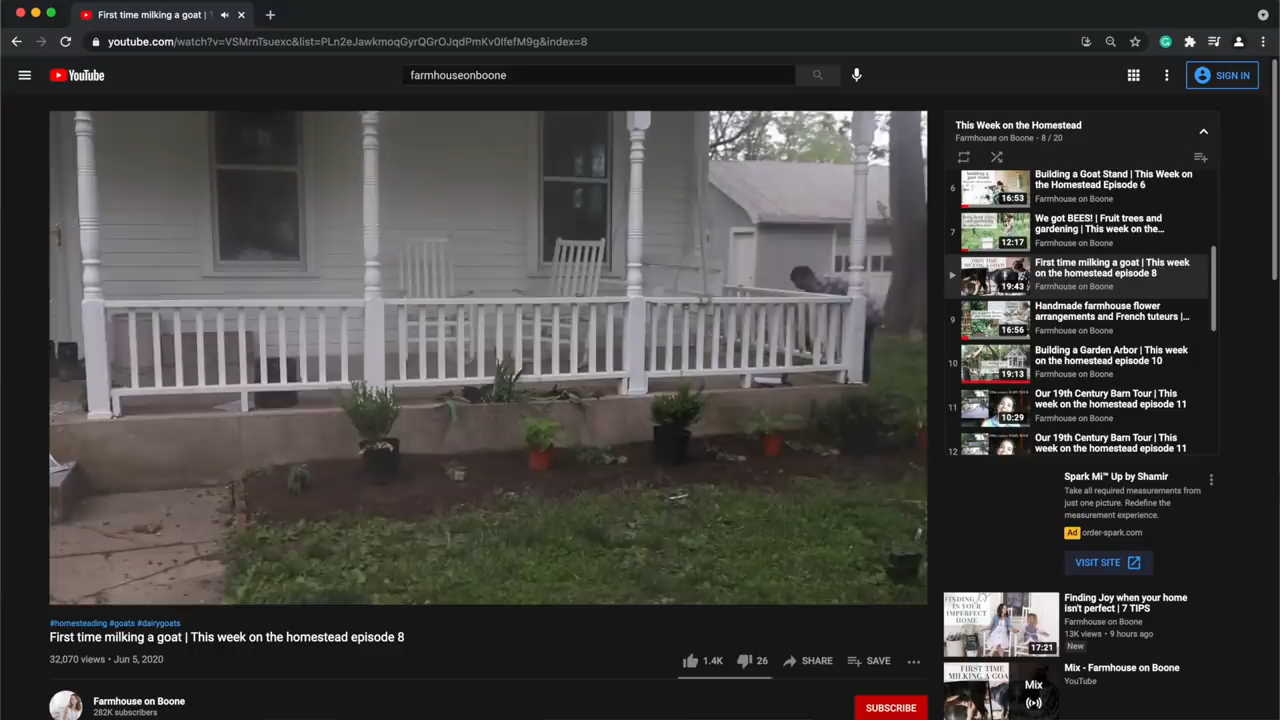 First time milking a goat |
youtube.com/watch?v=VSMrnTsuexc&list=PLn2eJawkmoqGyrQGrOJqdPmKv0IfefM9g&index=8
YouTube
farmhouseonboone
SIGN IN
This Week on the Homestead
Farmhouse on Boone - 8 / 20
6
16:53
Building a Goat Stand | This Week on
the Homestead Episode 6
Farmhouse on Boone
7
12:17
We got BEES! | Fruit trees and
gardening | This week on the...
Farmhouse on Boone
19:43
First time milking a goat | This week
on the homestead episode 8
Farmhouse on Boone
9
16:56
Handmade farmhouse flower
arrangements and French tuteurs |...
Farmhouse on Boone
10
19:13
Building a Garden Arbor | This week
on the homestead episode 10
Farmhouse on Boone
11
10:29
Our 19th Century Barn Tour | This
week on the homestead episode 11
Farmhouse on Boone
12
Our 19th Century Barn Tour | This
week on the homestead episode 11
Spark Mi™ Up by Shamir
Take all required measurements from
just one picture. Redefine the
measurement experience.
Ad order-spark.com
VISIT SITE
#homesteading #goats #dairygoats
First time milking a goat | This week on the homestead episode 8
32,070 views • Jun 5, 2020
1.4K
26
SHARE
SAVE
Farmhouse on Boone
282K subscribers
SUBSCRIBE
FINDING JOY
IN YOUR
IMPERFECT
HOME
17:21
Finding Joy when your home
isn't perfect | 7 TIPS
Farmhouse on Boone
13K views • 9 hours ago
New
FIRST TIME
MILKING A GOA
Mix
Mix - Farmhouse on Boone
YouTube